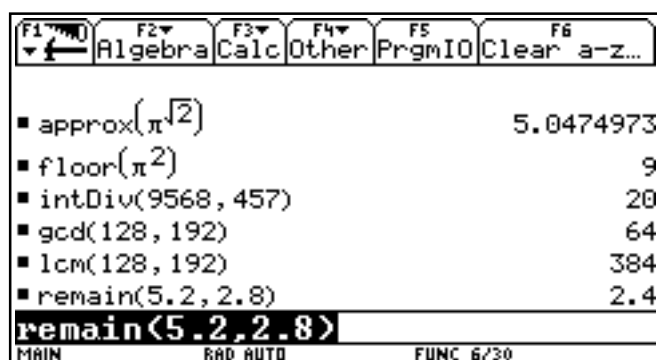 F1 F2 Algebra F3 Calc F4 Other F5 PrgmIO F6 Clear a-z…
▪ approx(π^√2) 5.0474973
▪ floor(π^2) 9
▪ intDiv(9568,457) 20
▪ gcd(128,192) 64
▪ lcm(128,192) 384
▪ remain(5.2,2.8) 2.4
remain(5.2,2.8)
MAIN RAD AUTO FUNC 6/30